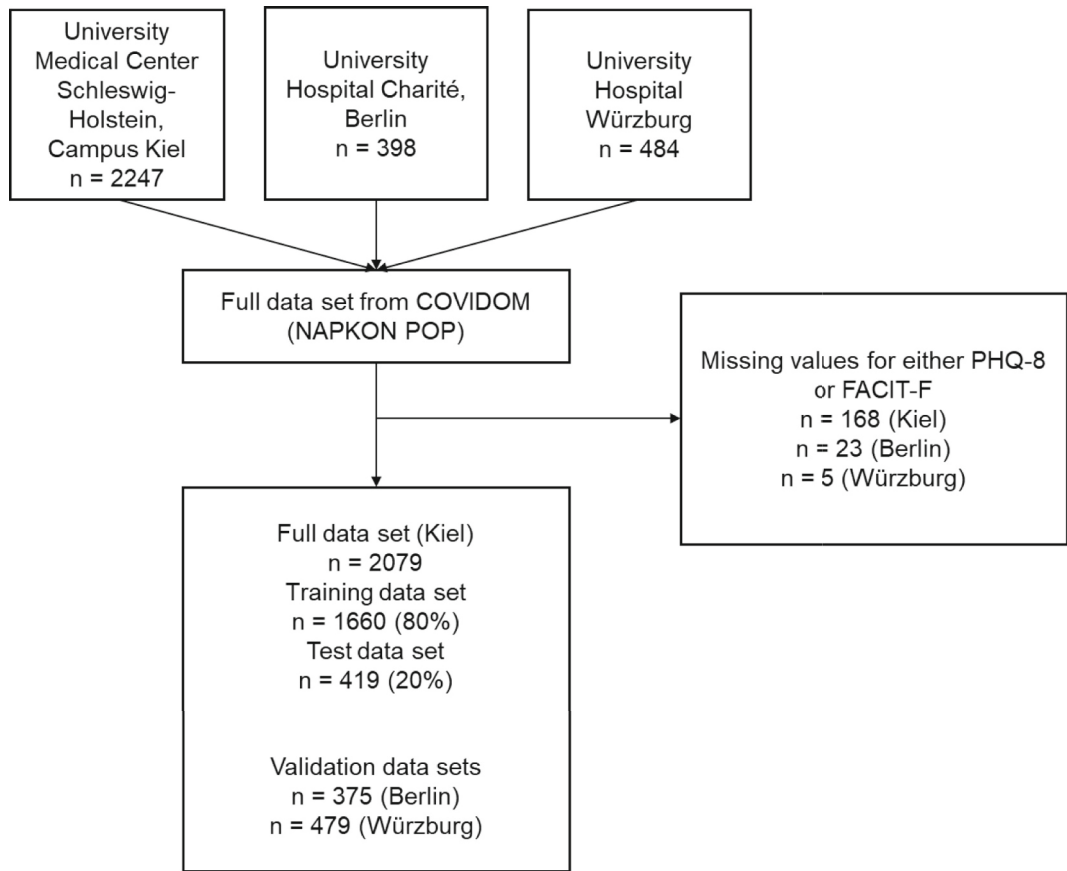 University
Medical Center
Schleswig-
Holstein,
Campus Kiel
n = 2247
University
Hospital Charité,
Berlin
n = 398
University
Hospital
Würzburg
n = 484
Full data set from COVIDOM
(NAPKON POP)
Missing values for either PHQ-8
or FACIT-F
n = 168 (Kiel)
n = 23 (Berlin)
n = 5 (Würzburg)
Full data set (Kiel)
n = 2079
Training data set
n = 1660 (80%)
Test data set
n = 419 (20%)
Validation data sets
n = 375 (Berlin)
n = 479 (Würzburg)